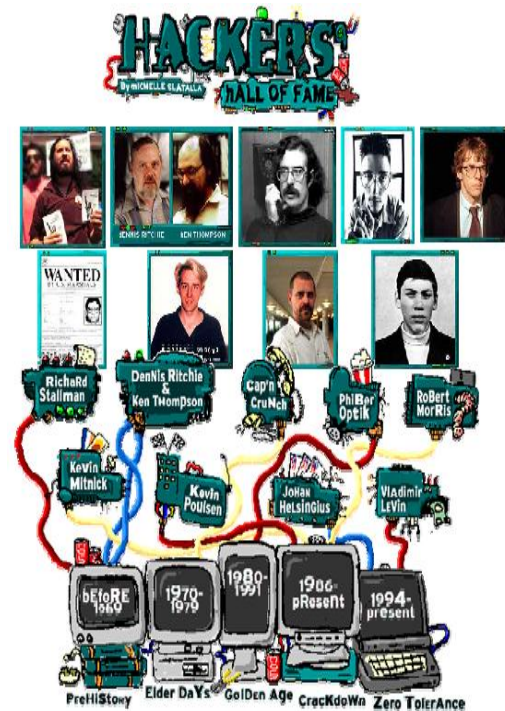 HACKERS'
By MiCHELLE SLATALLA
HALL OF FAME
DENNIS RITCHIE
KEN THOMPSON
WANTED
BY U.S. MARSHALS
RicHaRd
Stallman
DenNis Ritchie
&
Ken THompson
Cap'n
CruNch
PhiBer
Optik
RoBert
MorRis
Kevin
Mitnick
Kevin
Poulsen
JoHan
HelsingIus
Vladimir
LeVin
bEfoRE
1969
1970-
1979
1980-
1991
1986-
pResent
1994-
present
PreHiStory
Elder DaYs
GolDen Age
CracKdoWn
Zero TolerAnce